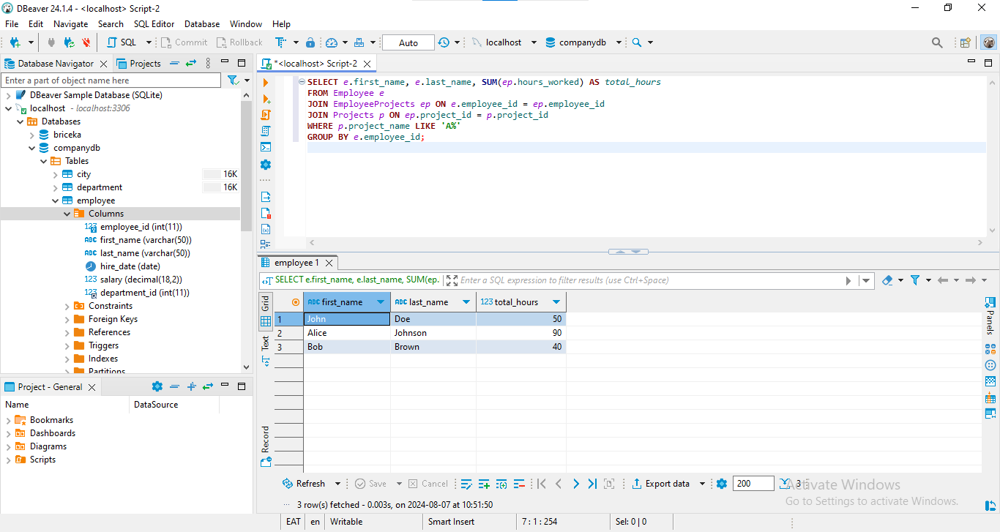 DBeaver 24.1.4 - <localhost> Script-2
File Edit Navigate Search SQL Editor Database Window Help
SQL Commit Rollback Auto localhost companydb
Database Navigator Projects
Enter a part of object name here
DBeaver Sample Database (SQLite)
localhost - localhost:3306
Databases
briceka
companydb
Tables
city 16K
department 16K
employee
Columns
employee_id (int(11))
first_name (varchar(50))
last_name (varchar(50))
hire_date (date)
salary (decimal(18,2))
department_id (int(11))
Constraints
Foreign Keys
References
Triggers
Indexes
Partitions
Project - General
Name DataSource
Bookmarks
Dashboards
Diagrams
Scripts
*<localhost> Script-2
SELECT e.first_name, e.last_name, SUM(ep.hours_worked) AS total_hours
FROM Employee e
JOIN EmployeeProjects ep ON e.employee_id = ep.employee_id
JOIN Projects p ON ep.project_id = p.project_id
WHERE p.project_name LIKE 'A%'
GROUP BY e.employee_id;
employee 1
SELECT e.first_name, e.last_name, SUM(ep. Enter a SQL expression to filter results (use Ctrl+Space)
Grid
Text
Record
ABC first_name ABC last_name 123 total_hours
1 John Doe 50
2 Alice Johnson 90
3 Bob Brown 40
Panels
Refresh Save Cancel Export data 200 3
Activate Windows
Go to Settings to activate Windows.
3 row(s) fetched - 0.003s, on 2024-08-07 at 10:51:50
EAT en Writable Smart Insert 7 : 1 : 254 Sel: 0 | 0